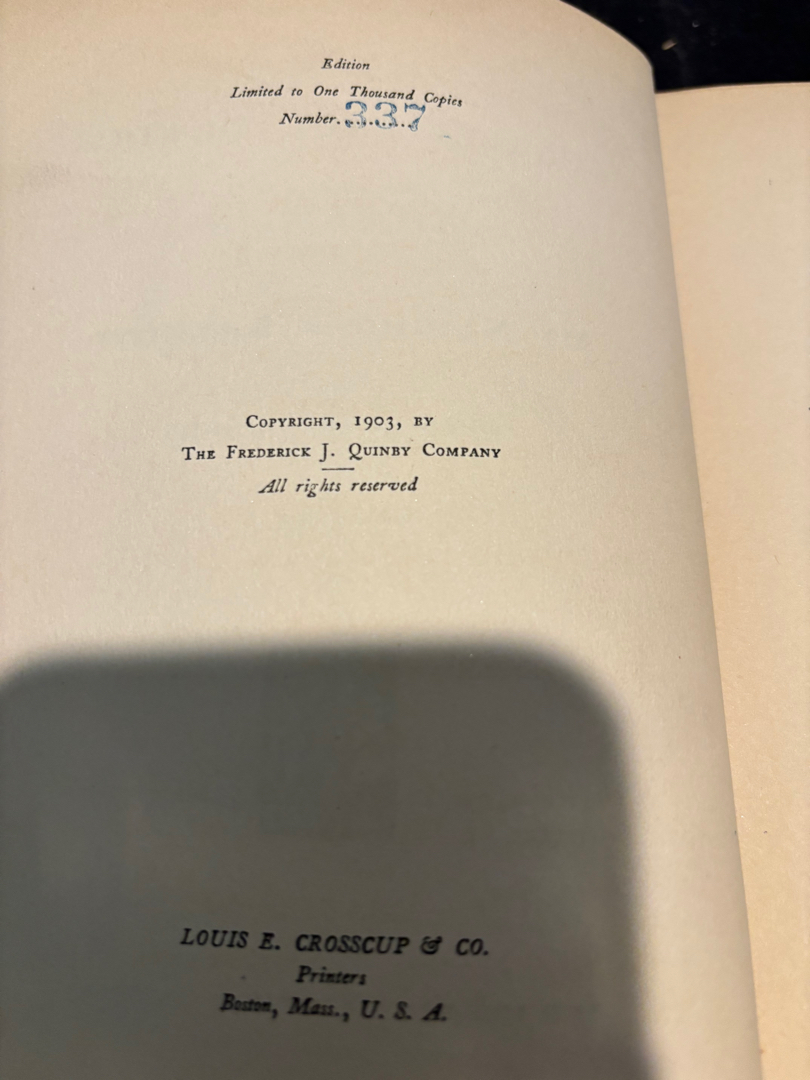 Edition
Limited to One Thousand Copies
Number.....337
COPYRIGHT, 1903, BY
THE FREDERICK J. QUINBY COMPANY
All rights reserved
LOUIS E. CROSSCUP & CO.
Printers
Boston, Mass., U. S. A.